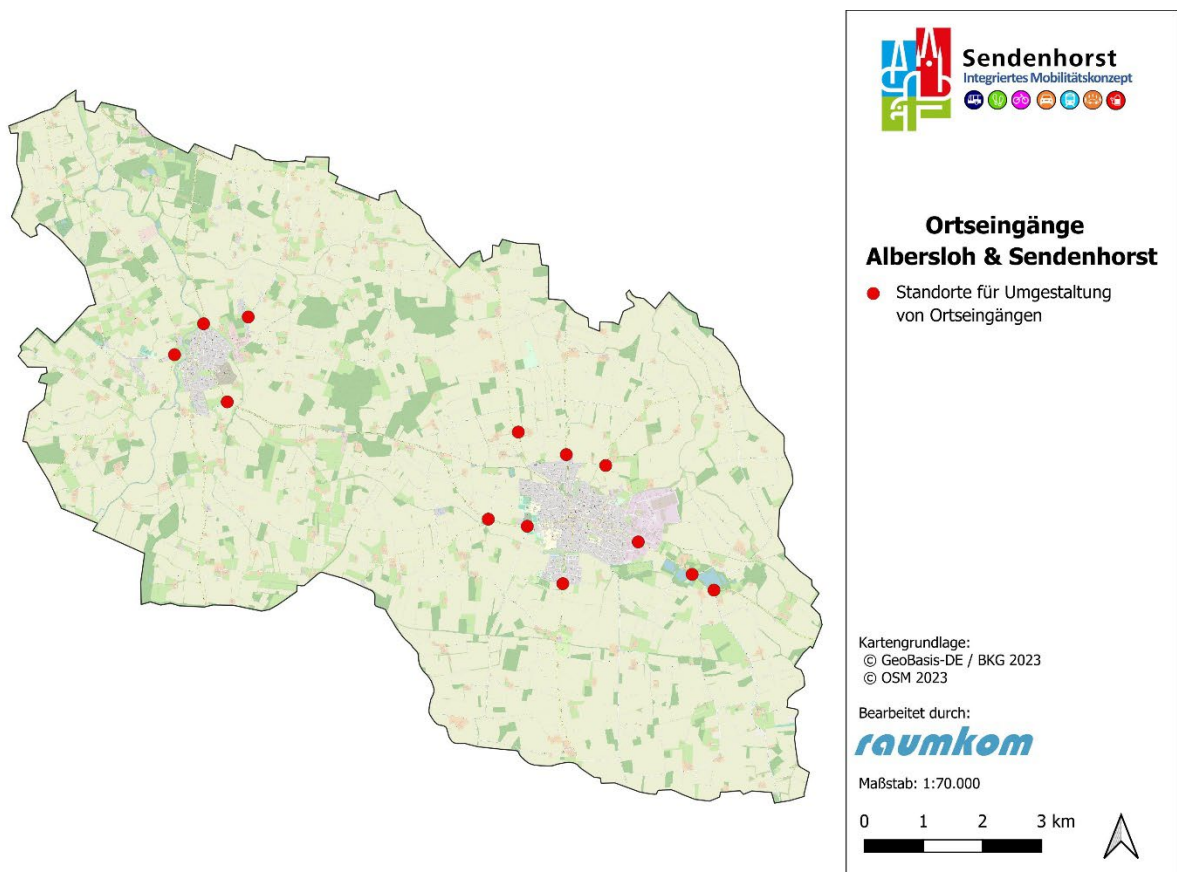 Sendenhorst
Integriertes Mobilitätskonzept
Ortseingänge
Albersloh & Sendenhorst
Standorte für Umgestaltung
von Ortseingängen
Kartengrundlage:
© GeoBasis-DE / BKG 2023
© OSM 2023
Bearbeitet durch:
raumkom
Maßstab: 1:70.000
0 1 2 3 km